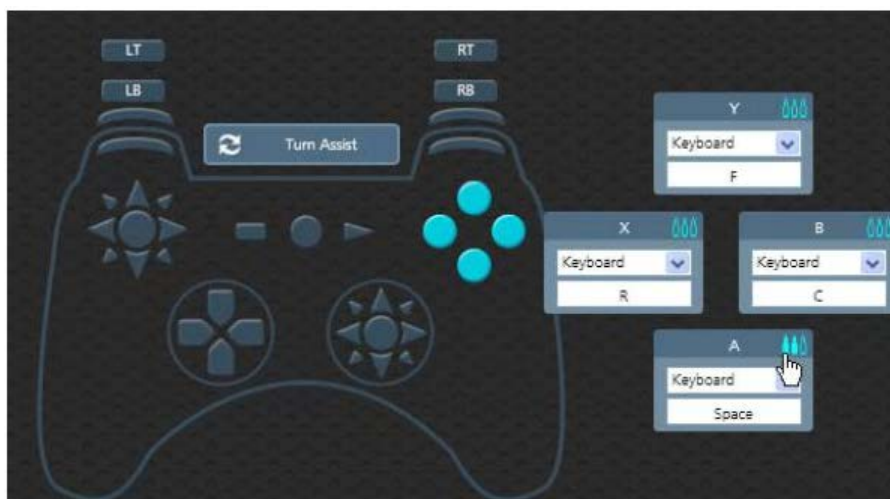 LT
RT
LB
RB
Turn Assist
Y
Keyboard
F
X
Keyboard
R
B
Keyboard
C
A
Keyboard
Space